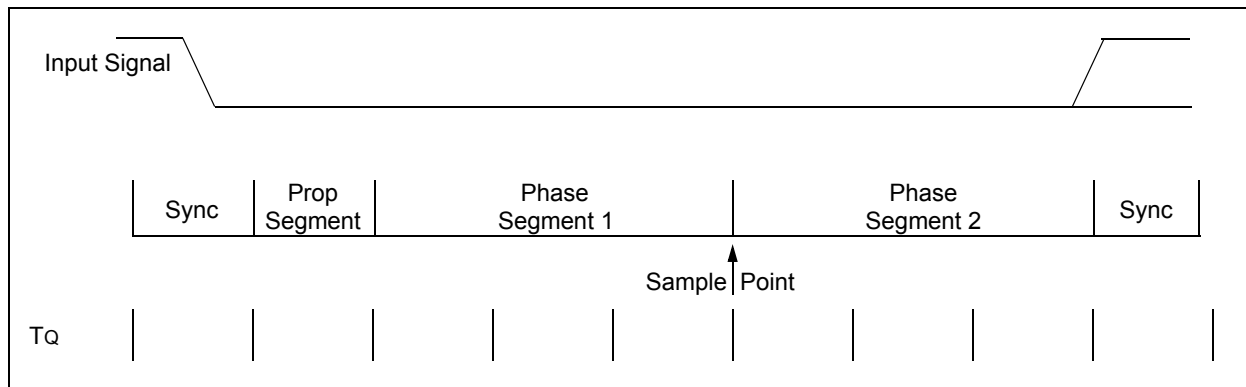 Input Signal
Sync
Prop
Segment
Phase
Segment 1
Phase
Segment 2
Sync
Sample Point
TQ